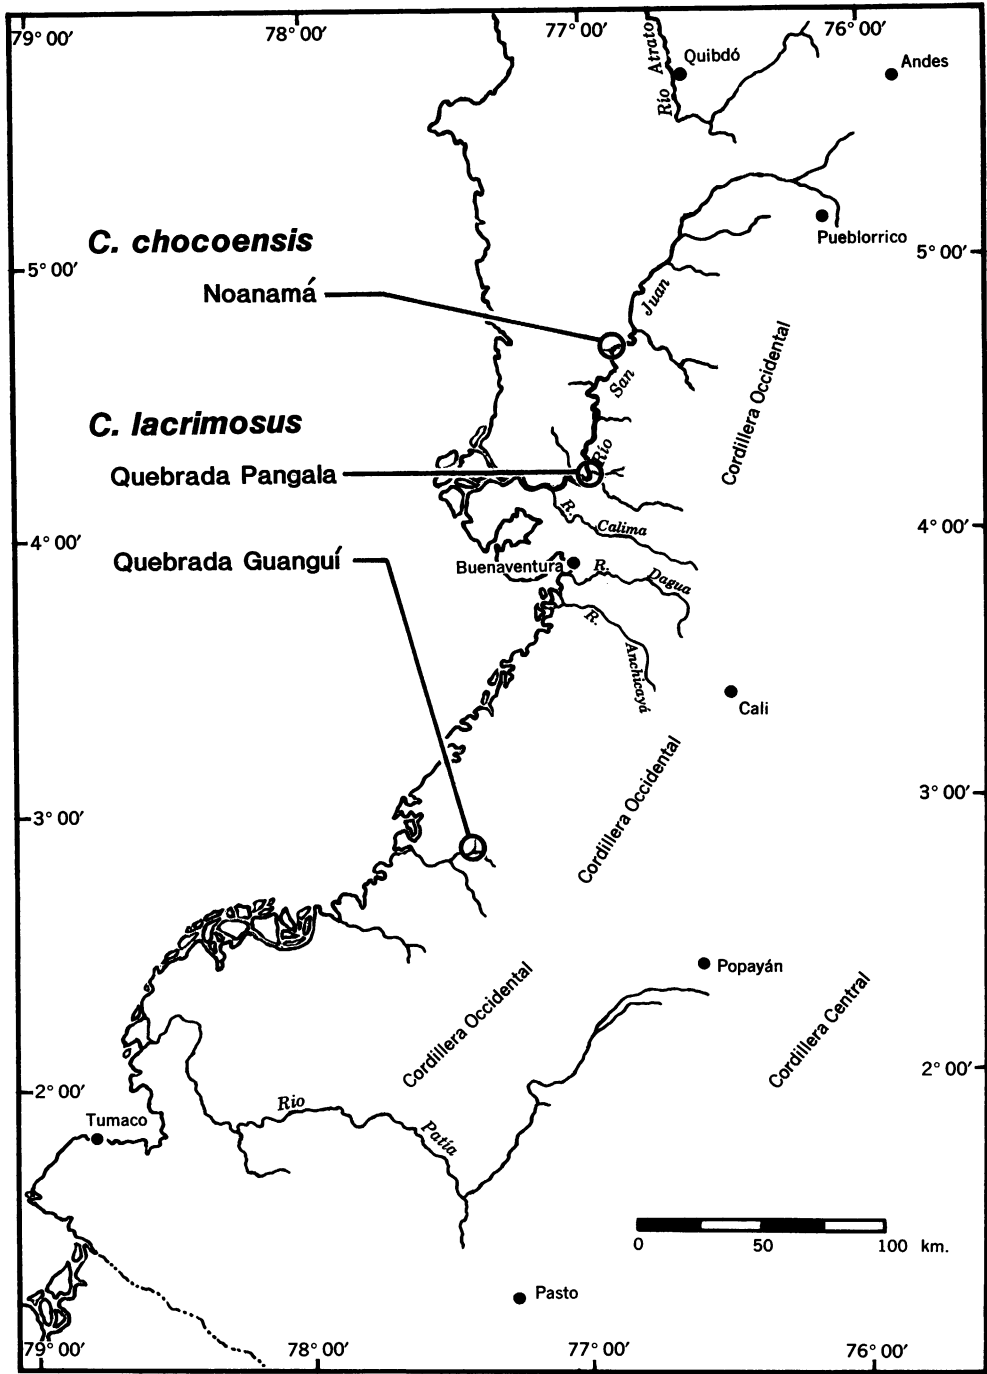 79° 00′
78° 00′
77° 00′
76° 00′
Río Atrato
Quibdó
Andes
Pueblorrico
C. chocoensis
5° 00′
5° 00′
Noanamá
Juan
San
Río
Cordillera Occidental
C. lacrimosus
Quebrada Pangala
R. Calima
4° 00′
4° 00′
Quebrada Guanguí
Buenaventura
R. Dagua
R. Anchicayá
Cali
Cordillera Occidental
3° 00′
3° 00′
Popayán
Cordillera Occidental
Cordillera Central
2° 00′
2° 00′
Rio Patía
Tumaco
0 50 100 km.
Pasto
79° 00′
78° 00′
77° 00′
76° 00′